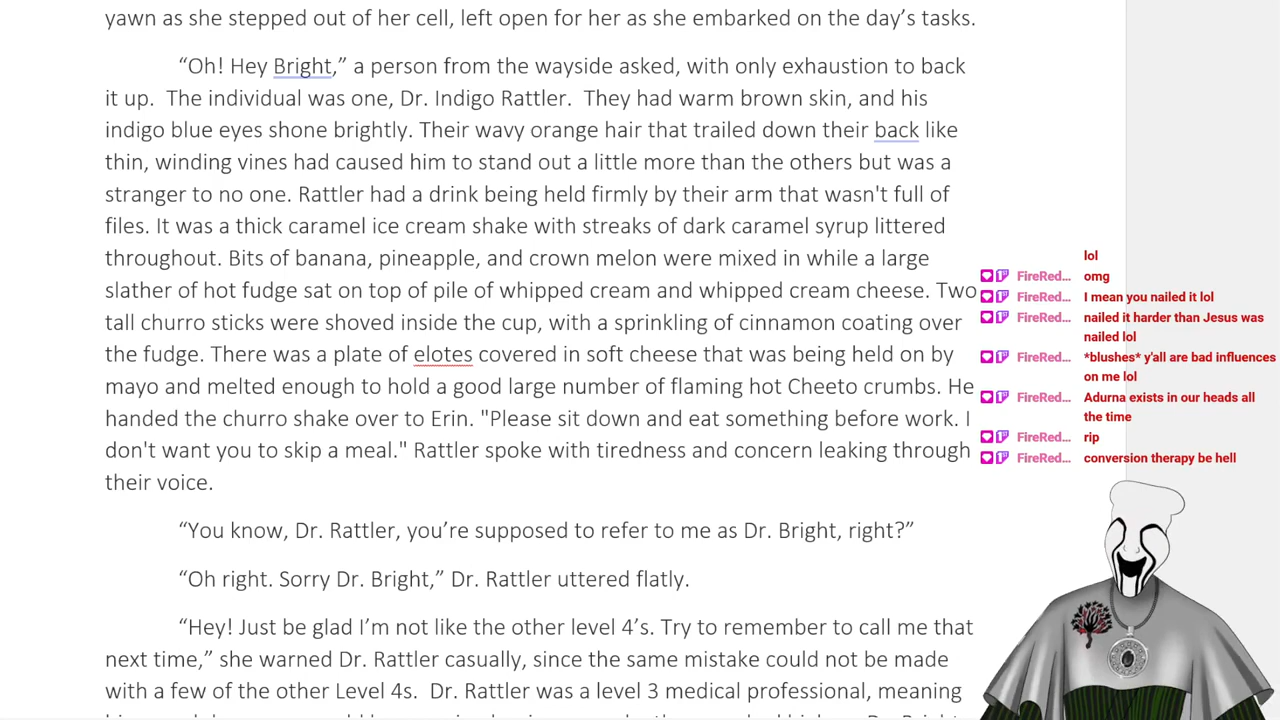 yawn as she stepped out of her cell, left open for her as she embarked on the day’s tasks.
“Oh! Hey Bright,” a person from the wayside asked, with only exhaustion to back
it up.  The individual was one, Dr. Indigo Rattler.  They had warm brown skin, and his
indigo blue eyes shone brightly. Their wavy orange hair that trailed down their back like
thin, winding vines had caused him to stand out a little more than the others but was a
stranger to no one. Rattler had a drink being held firmly by their arm that wasn't full of
files. It was a thick caramel ice cream shake with streaks of dark caramel syrup littered
throughout. Bits of banana, pineapple, and crown melon were mixed in while a large
slather of hot fudge sat on top of pile of whipped cream and whipped cream cheese. Two
tall churro sticks were shoved inside the cup, with a sprinkling of cinnamon coating over
the fudge. There was a plate of elotes covered in soft cheese that was being held on by
mayo and melted enough to hold a good large number of flaming hot Cheeto crumbs. He
handed the churro shake over to Erin. "Please sit down and eat something before work. I
don't want you to skip a meal." Rattler spoke with tiredness and concern leaking through
their voice.
“You know, Dr. Rattler, you’re supposed to refer to me as Dr. Bright, right?”
“Oh right. Sorry Dr. Bright,” Dr. Rattler uttered flatly.
“Hey! Just be glad I’m not like the other level 4’s. Try to remember to call me that
next time,” she warned Dr. Rattler casually, since the same mistake could not be made
with a few of the other Level 4s.  Dr. Rattler was a level 3 medical professional, meaning
lol
FireRed... omg
FireRed... I mean you nailed it lol
FireRed... nailed it harder than Jesus was
nailed lol
FireRed... *blushes* y'all are bad influences
on me lol
FireRed... Adurna exists in our heads all
the time
FireRed... rip
FireRed... conversion therapy be hell